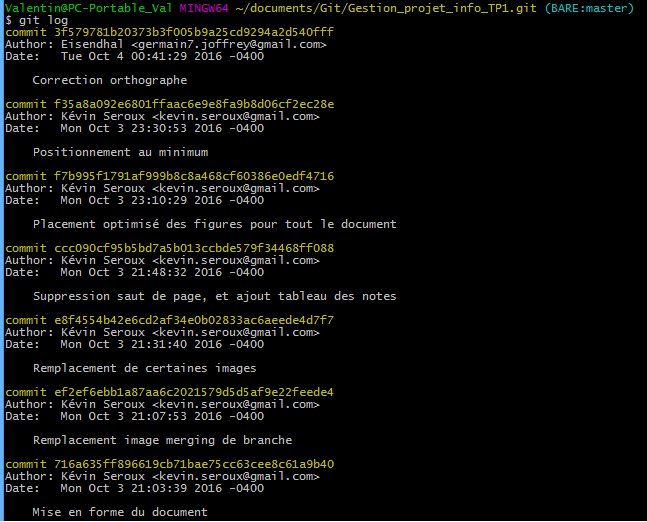 Valentin@PC-Portable_Val MINGW64 ~/documents/Git/Gestion_projet_info_TP1.git (BARE:master)
$ git log
commit 3f579781b20373b3f005b9a25cd9294a2d540fff
Author: Eisendhal <germain7.joffrey@gmail.com>
Date:   Tue Oct 4 00:41:29 2016 -0400
Correction orthographe
commit f35a8a092e6801ffaac6e9e8fa9b8d06cf2ec28e
Author: Kévin Seroux <kevin.seroux@gmail.com>
Date:   Mon Oct 3 23:30:53 2016 -0400
Positionnement au minimum
commit f7b995f1791af999b8c8a468cf60386e0edf4716
Author: Kévin Seroux <kevin.seroux@gmail.com>
Date:   Mon Oct 3 23:10:29 2016 -0400
Placement optimisé des figures pour tout le document
commit ccc090cf95b5bd7a5b013ccbde579f34468ff088
Author: Kévin Seroux <kevin.seroux@gmail.com>
Date:   Mon Oct 3 21:48:32 2016 -0400
Suppression saut de page, et ajout tableau des notes
commit e8f4554b42e6cd2af34e0b02833ac6aeede4d7f7
Author: Kévin Seroux <kevin.seroux@gmail.com>
Date:   Mon Oct 3 21:31:40 2016 -0400
Remplacement de certaines images
commit ef2ef6ebb1a87aa6c2021579d5d5af9e22feede4
Author: Kévin Seroux <kevin.seroux@gmail.com>
Date:   Mon Oct 3 21:07:53 2016 -0400
Remplacement image merging de branche
commit 716a635ff896619cb71bae75cc63cee8c61a9b40
Author: Kévin Seroux <kevin.seroux@gmail.com>
Date:   Mon Oct 3 21:03:39 2016 -0400
Mise en forme du document